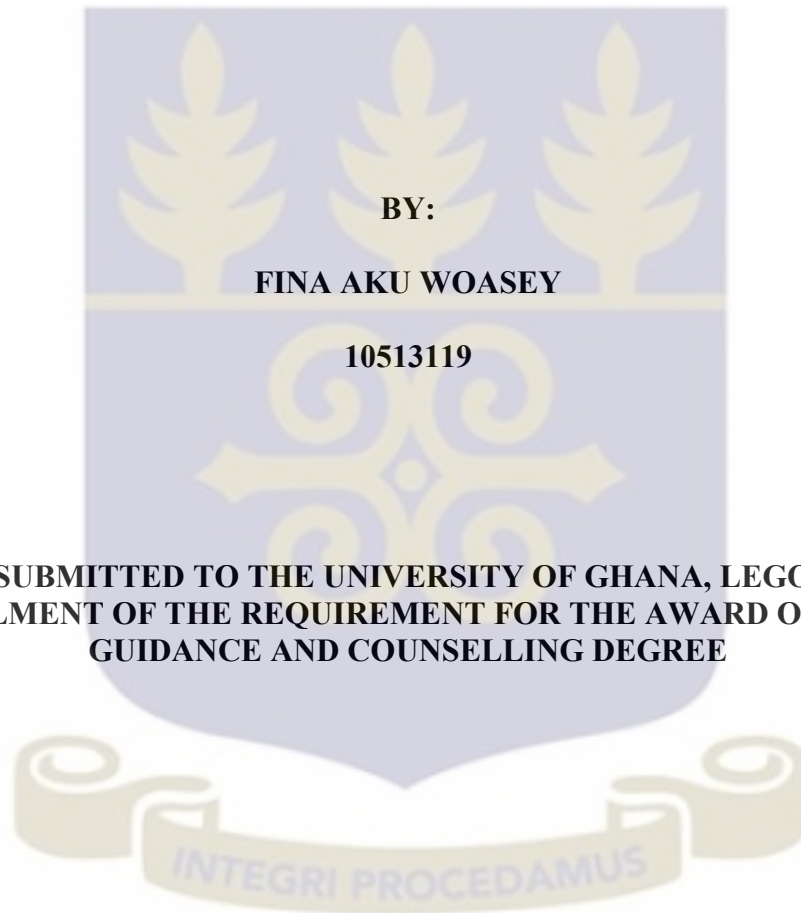 BY:
FINA AKU WOASEY
10513119
SUBMITTED TO THE UNIVERSITY OF GHANA,
OF THE REQUIREMENT FOR THE AWARD
GUIDANCE AND COUNSELLING DEGREE
INTEGRI PROCEDAMUS